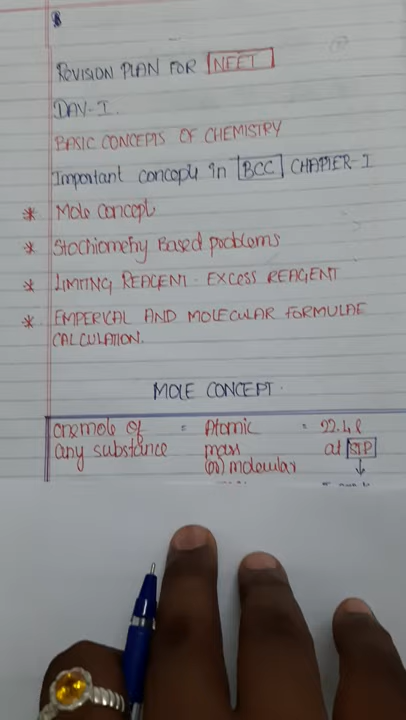 REVISION PLAN FOR NEET
DAY-I.
BASIC CONCEPTS OF CHEMISTRY
Important concepts in BCC CHAPTER-I
* Mole concept
* Stochiometry Based problems
* LIMITING REAGENT - EXCESS REAGENT
* EMPERICAL AND MOLECULAR FORMULAE
CALCULATION.
MOLE CONCEPT.
One mole of = Atomic = 22.4 l
any substance mass at STP
(or) molecular